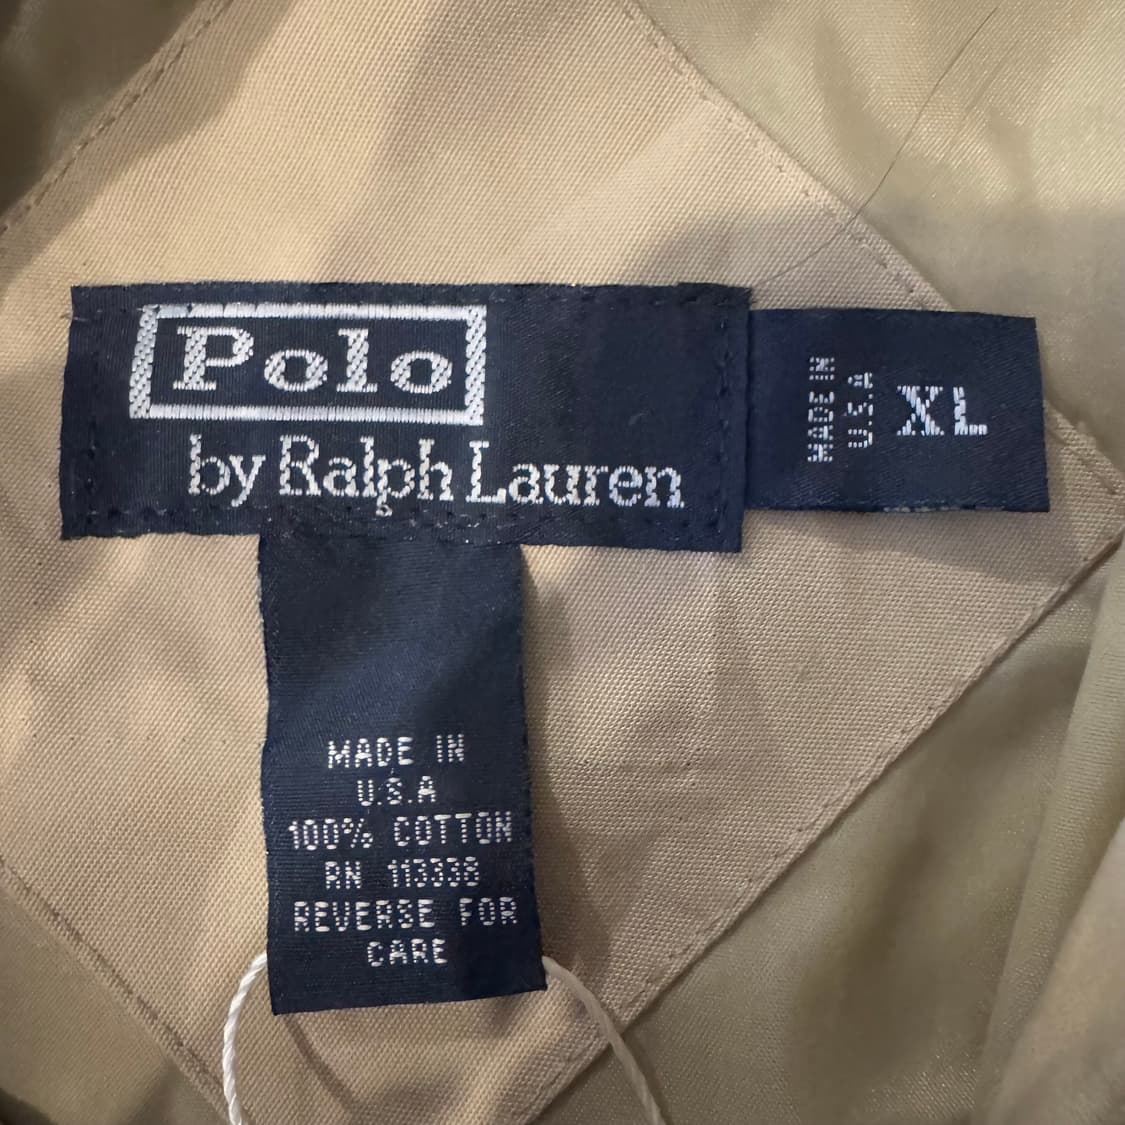 Polo
by Ralph Lauren
MADE IN
U.S.A
XL
MADE IN
U.S.A
100% COTTON
RN 113338
REVERSE FOR
CARE